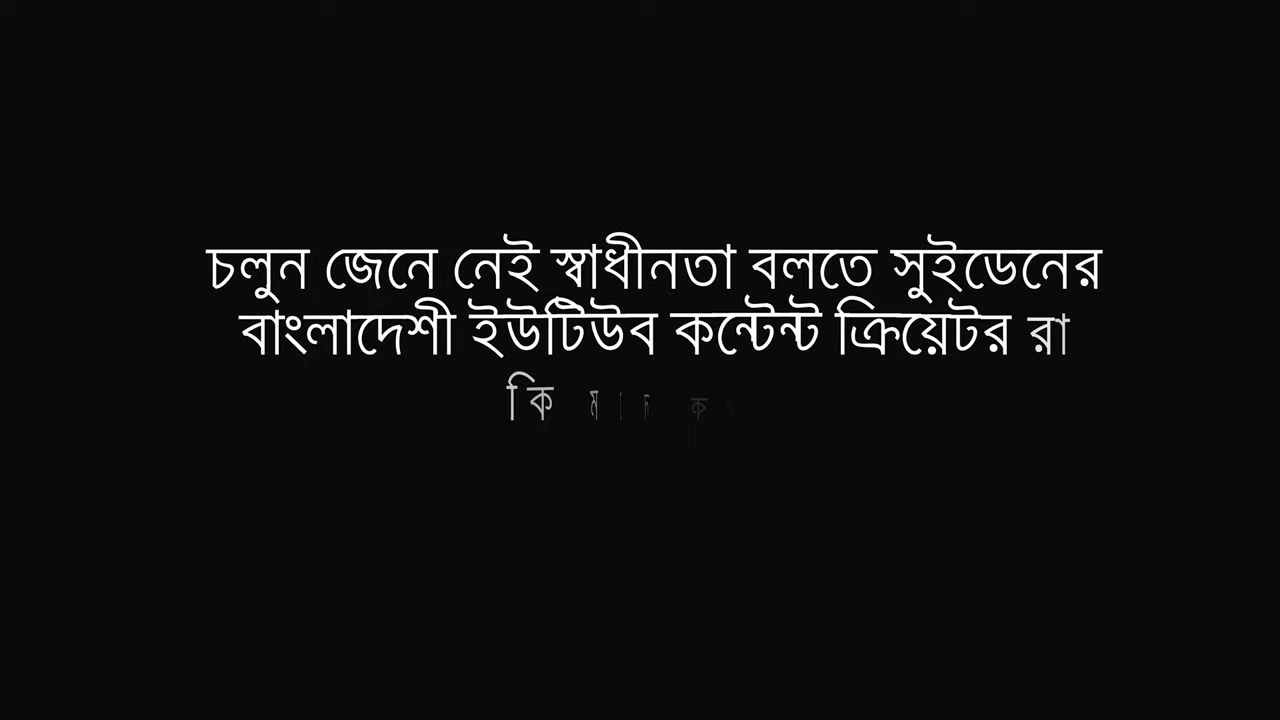 চলুন জেনে নেই স্বাধীনতা বলতে সুইডেনের
বাংলাদেশী ইউটিউব কন্টেন্ট ক্রিয়েটর রা
কি